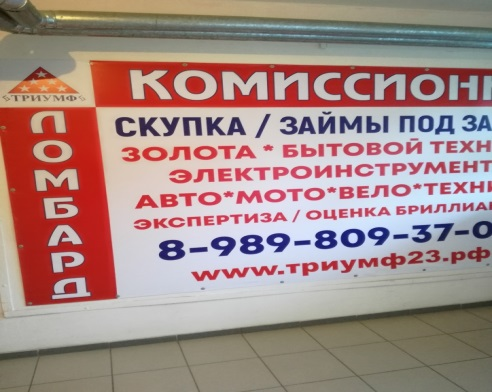 ТРИУМФ
ЛОМБАРД
КОМИССИОНН
СКУПКА / ЗАЙМЫ ПОД ЗА
ЗОЛОТА * БЫТОВОЙ ТЕХН
ЭЛЕКТРОИНСТРУМЕНТ
АВТО*МОТО*ВЕЛО*ТЕХНИ
ЭКСПЕРТИЗА / ОЦЕНКА БРИЛЛИАН
8-989-809-37-0
www.триумф23.рф